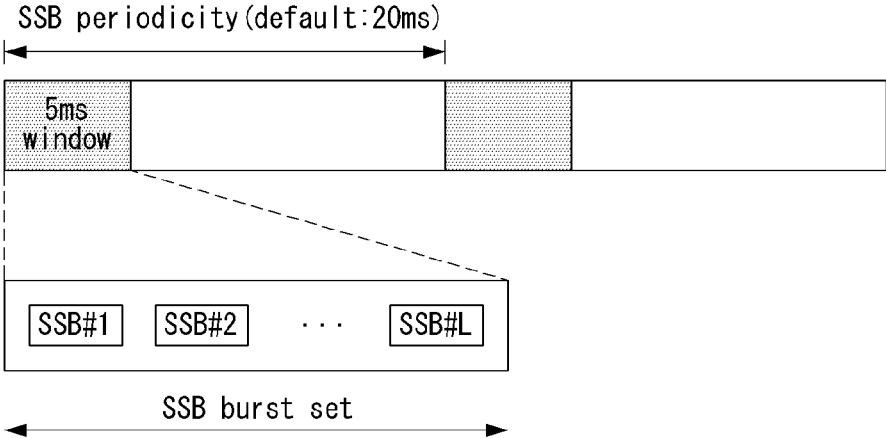 SSB periodicity(default:20ms)
5ms
window
SSB#1 SSB#2 ··· SSB#L
SSB burst set